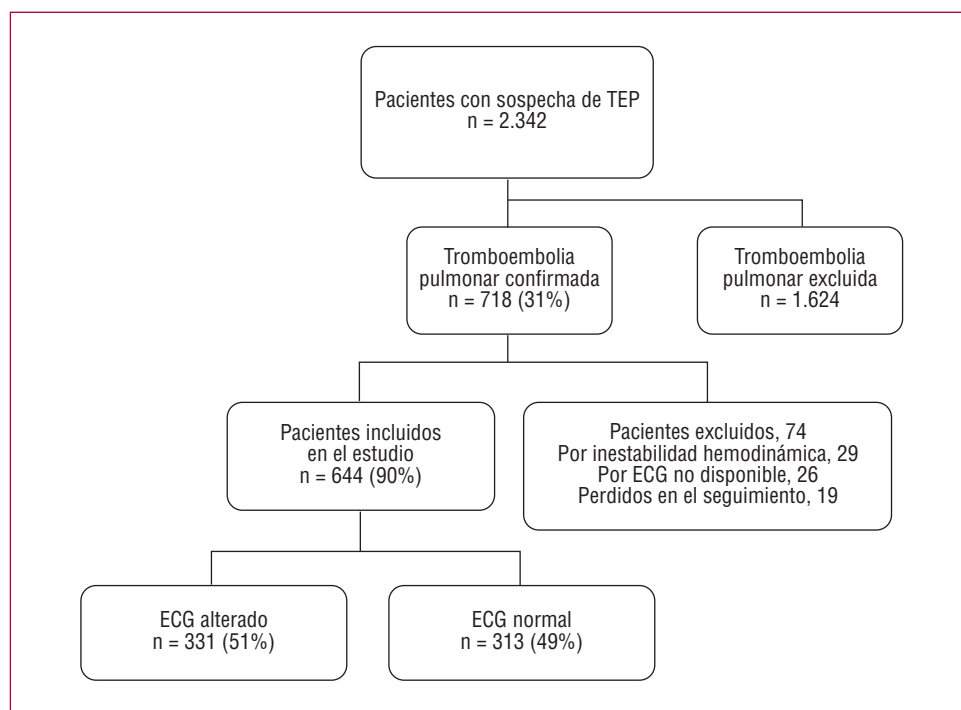 Pacientes con sospecha de TEP
n = 2.342
Tromboembolia
pulmonar confirmada
n = 718 (31%)
Tromboembolia
pulmonar excluida
n = 1.624
Pacientes incluidos
en el estudio
n = 644 (90%)
Pacientes excluidos, 74
Por inestabilidad hemodinámica, 29
Por ECG no disponible, 26
Perdidos en el seguimiento, 19
ECG alterado
n = 331 (51%)
ECG normal
n = 313 (49%)